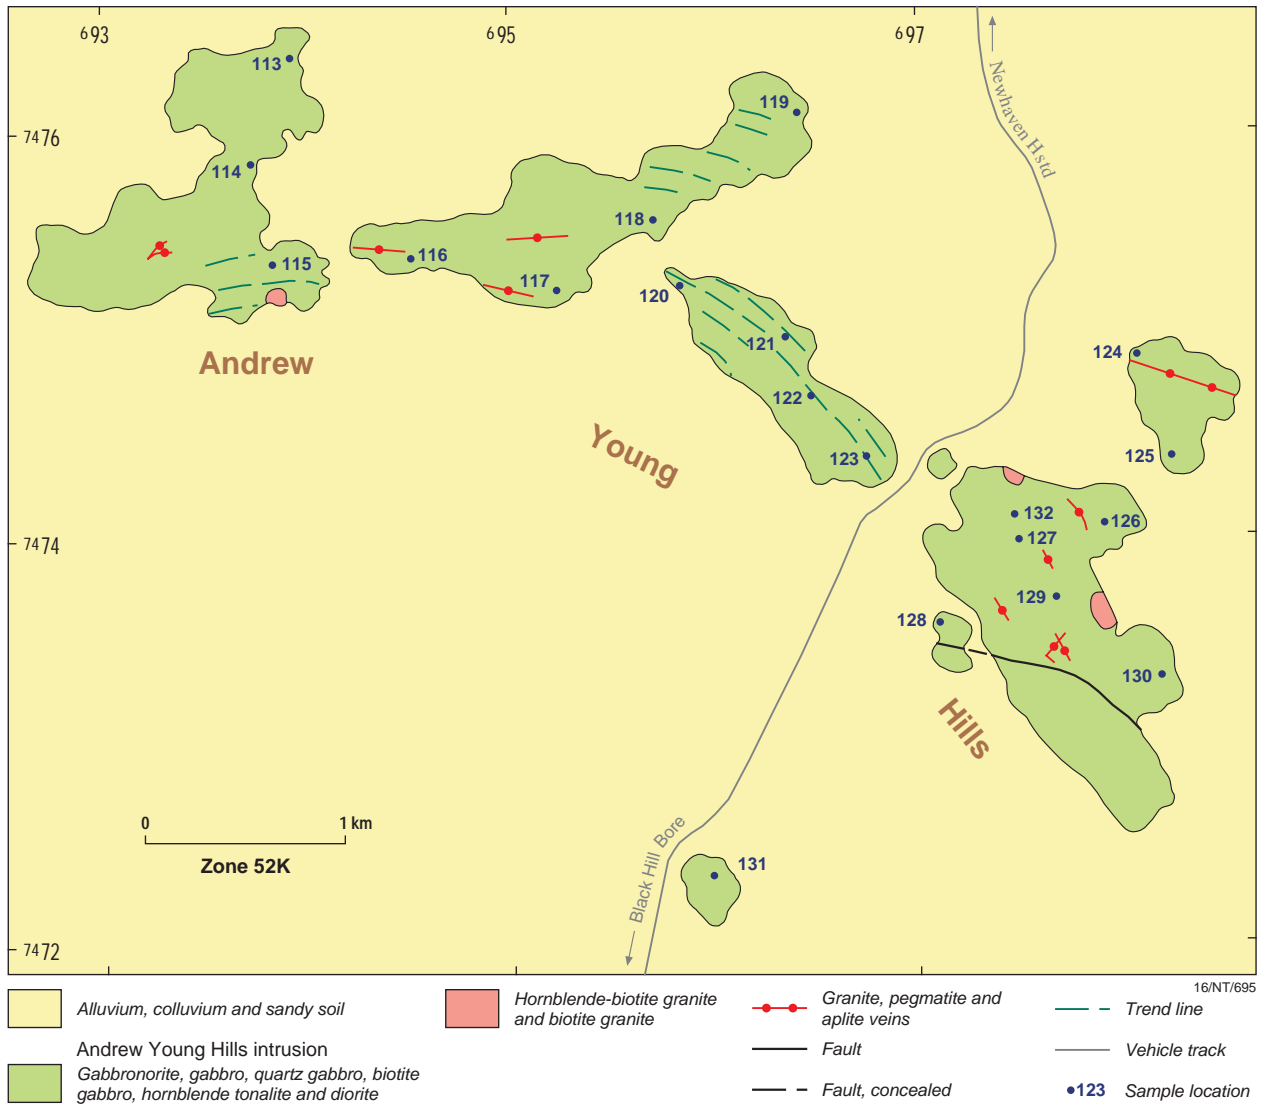 693
695
697
7476
7474
7472
Newhaven Hstd
113
114
115
116
117
118
119
120
121
122
123
124
125
126
132
127
129
128
130
131
Andrew
Young
Hills
Black Hill Bore
0 1 km
Zone 52K
16/NT/695
Alluvium, colluvium and sandy soil
Andrew Young Hills intrusion
Gabbronorite, gabbro, quartz gabbro, biotite
gabbro, hornblende tonalite and diorite
Hornblende-biotite granite
and biotite granite
Granite, pegmatite and
aplite veins
Fault
Fault, concealed
Trend line
Vehicle track
123 Sample location